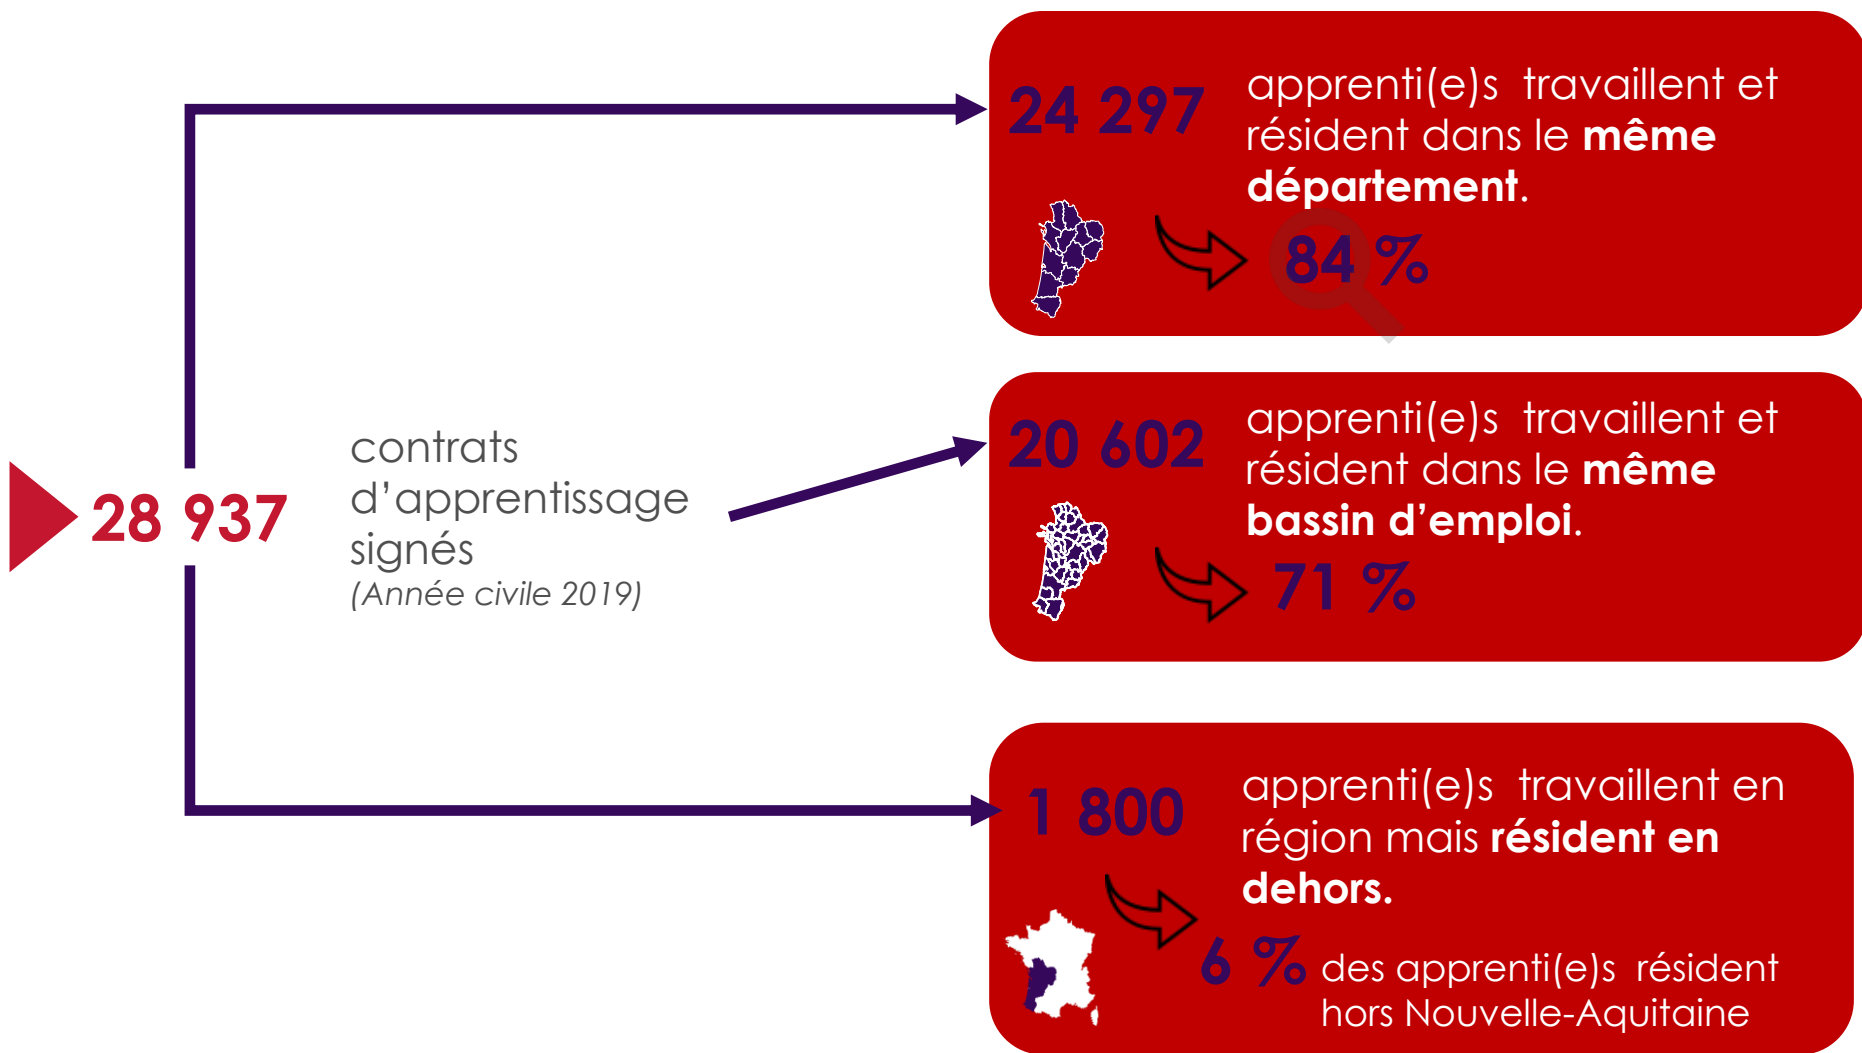 28 937
contrats
d’apprentissage
signés
(Année civile 2019)
24 297
apprenti(e)s travaillent et
résident dans le même
département.
84 %
20 602
apprenti(e)s travaillent et
résident dans le même
bassin d’emploi.
71 %
1 800
apprenti(e)s travaillent en
région mais résident en
dehors.
6 % des apprenti(e)s résident
hors Nouvelle-Aquitaine